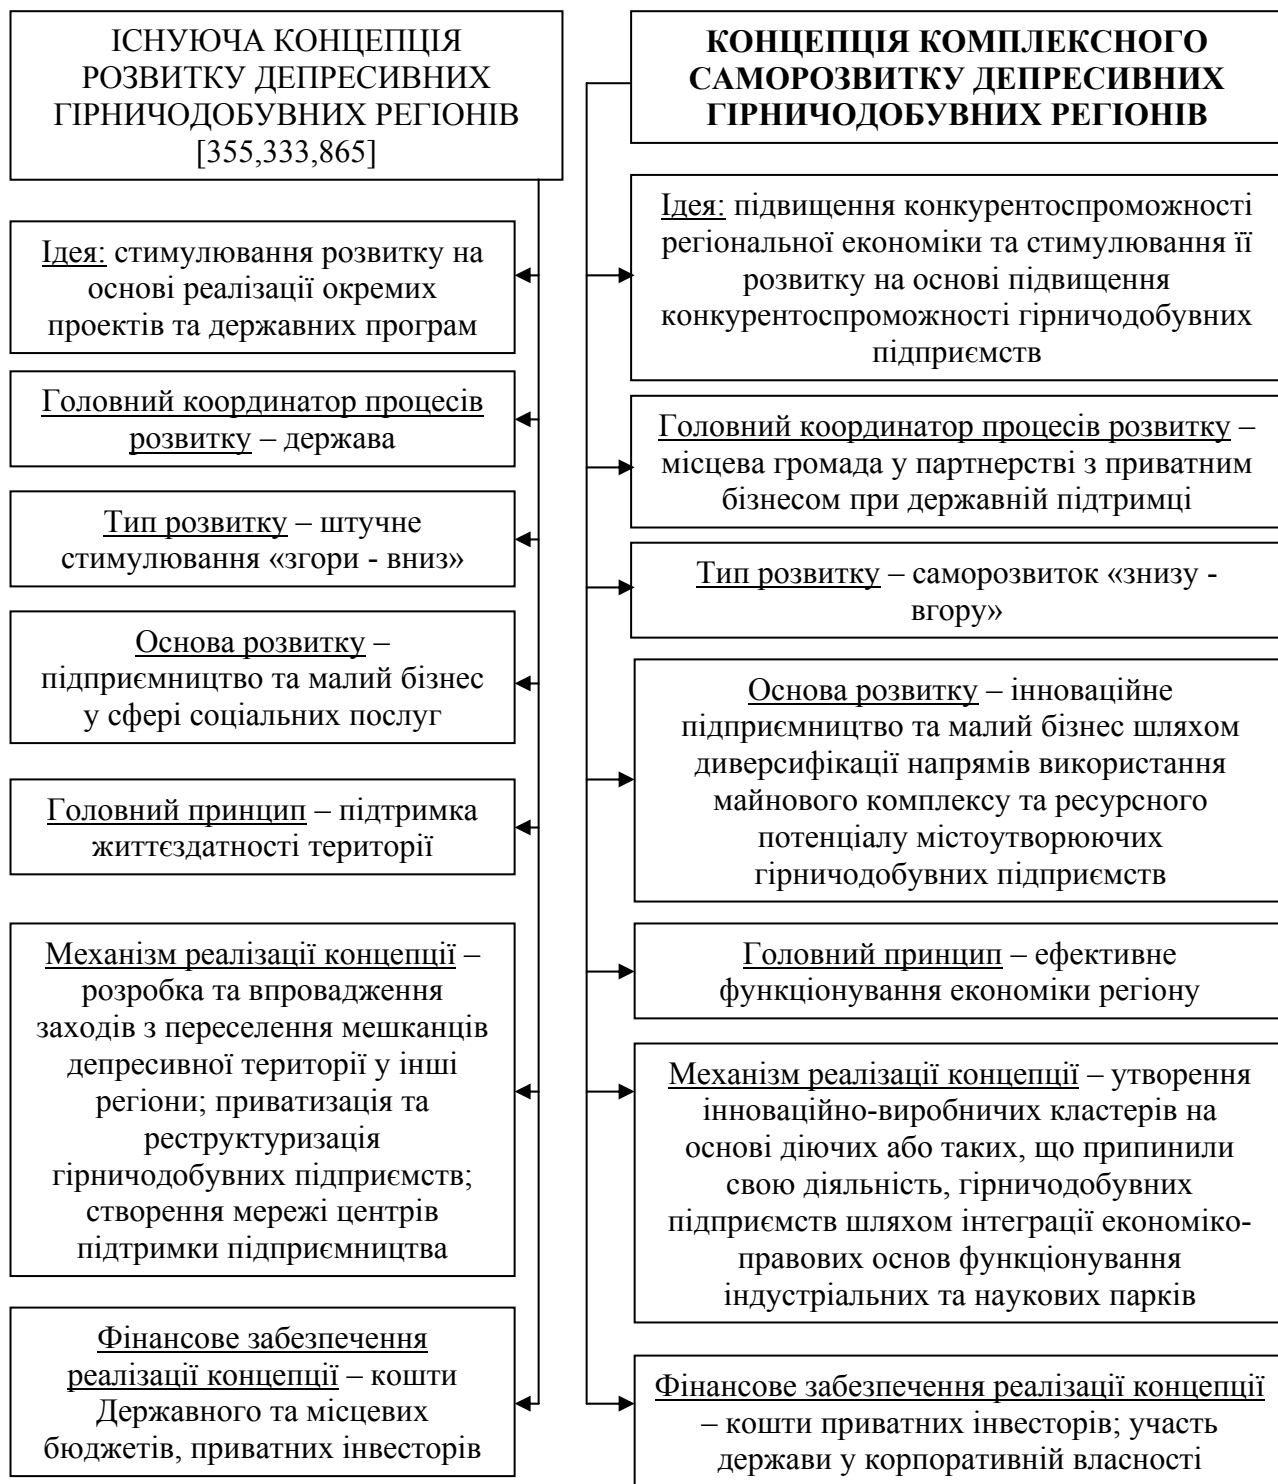 ІСНУЮЧА КОНЦЕПЦІЯ
РОЗВИТКУ ДЕПРЕСИВНИХ
ГІРНИЧОДОБУВНИХ РЕГІОНІВ
[355,333,865]
Ідея: стимулювання розвитку на
основі реалізації окремих
проектів та державних програм
Головний координатор процесів
розвитку – держава
Тип розвитку – штучне
стимулювання «згори - вниз»
Основа розвитку –
підприємництво та малий бізнес
у сфері соціальних послуг
Головний принцип – підтримка
життєздатності території
Механізм реалізації концепції –
розробка та впровадження
заходів з переселення мешканців
депресивної території у інші
регіони; приватизація та
реструктуризація
гірничодобувних підприємств;
створення мережі центрів
підтримки підприємництва
Фінансове забезпечення
реалізації концепції – кошти
Державного та місцевих
бюджетів, приватних інвесторів
КОНЦЕПЦІЯ КОМПЛЕКСНОГО
САМОРОЗВИТКУ ДЕПРЕСИВНИХ
ГІРНИЧОДОБУВНИХ РЕГІОНІВ
Ідея: підвищення конкурентоспроможності
регіональної економіки та стимулювання її
розвитку на основі підвищення
конкурентоспроможності гірничодобувних
підприємств
Головний координатор процесів розвитку –
місцева громада у партнерстві з приватним
бізнесом при державній підтримці
Тип розвитку – саморозвиток «знизу -
вгору»
Основа розвитку – інноваційне
підприємництво та малий бізнес шляхом
диверсифікації напрямів використання
майнового комплексу та ресурсного
потенціалу містоутворюючих
гірничодобувних підприємств
Головний принцип – ефективне
функціонування економіки регіону
Механізм реалізації концепції – утворення
інноваційно-виробничих кластерів на
основі діючих або таких, що припинили
свою діяльність, гірничодобувних
підприємств шляхом інтеграції економіко-
правових основ функціонування
індустріальних та наукових парків
Фінансове забезпечення реалізації концепції
– кошти приватних інвесторів; участь
держави у корпоративній власності